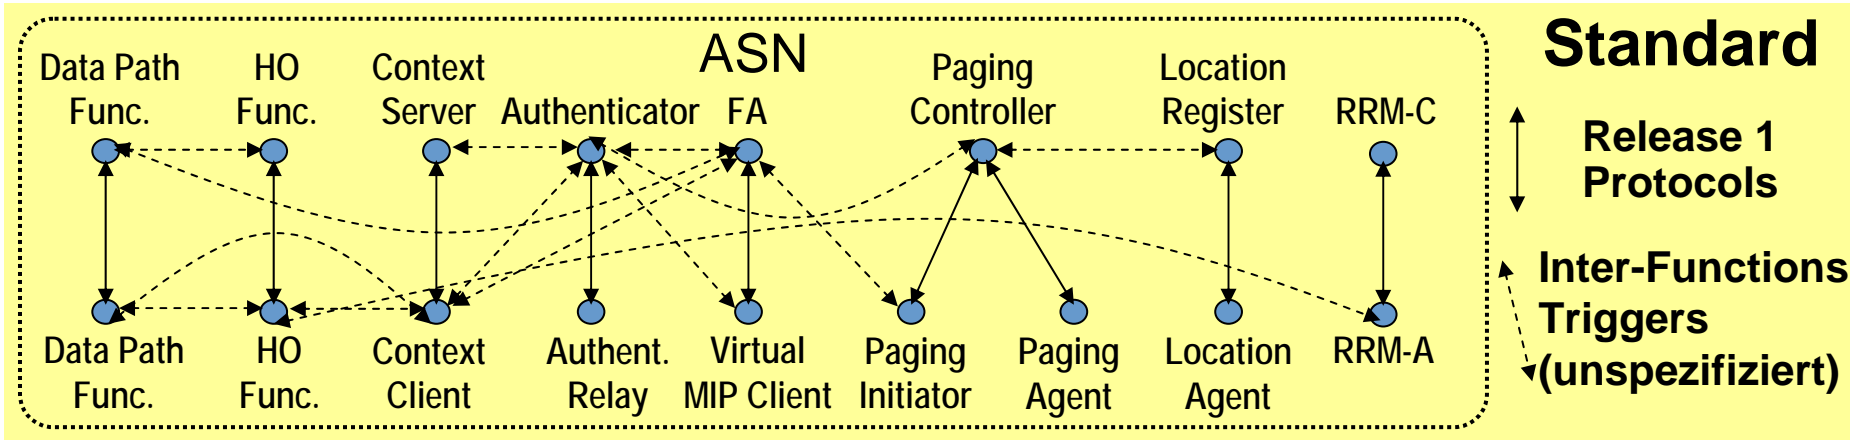 ASN
Standard
Data Path
Func.
HO
Func.
Context
Server
Authenticator
FA
Paging
Controller
Location
Register
RRM-C
Release 1
Protocols
Inter-Functions
Triggers
(unspezifiziert)
Data Path
Func.
HO
Func.
Context
Client
Authent.
Relay
Virtual
MIP Client
Paging
Initiator
Paging
Agent
Location
Agent
RRM-A